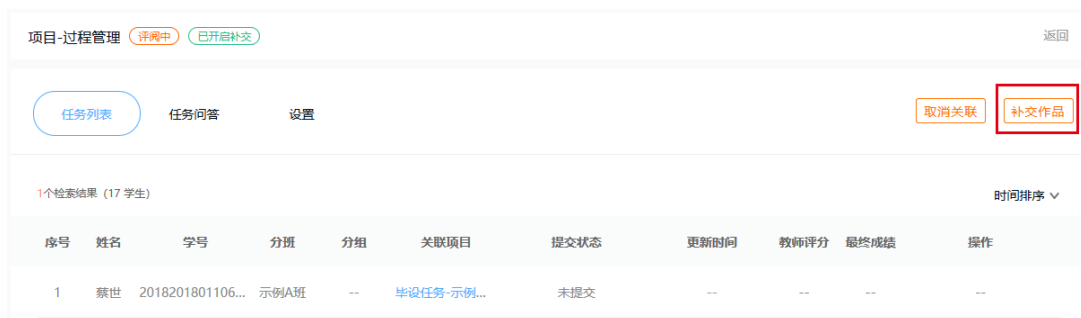 项目-过程管理 评阅中 已开启补交 返回
任务列表 任务问答 设置 取消关联 补交作品
1个检索结果（17 学生） 时间排序
序号 姓名 学号 分班 分组 关联项目 提交状态 更新时间 教师评分 最终成绩 操作
1 蔡世 2018201801106... 示例A班 -- 毕设任务-示例... 未提交 -- -- -- --